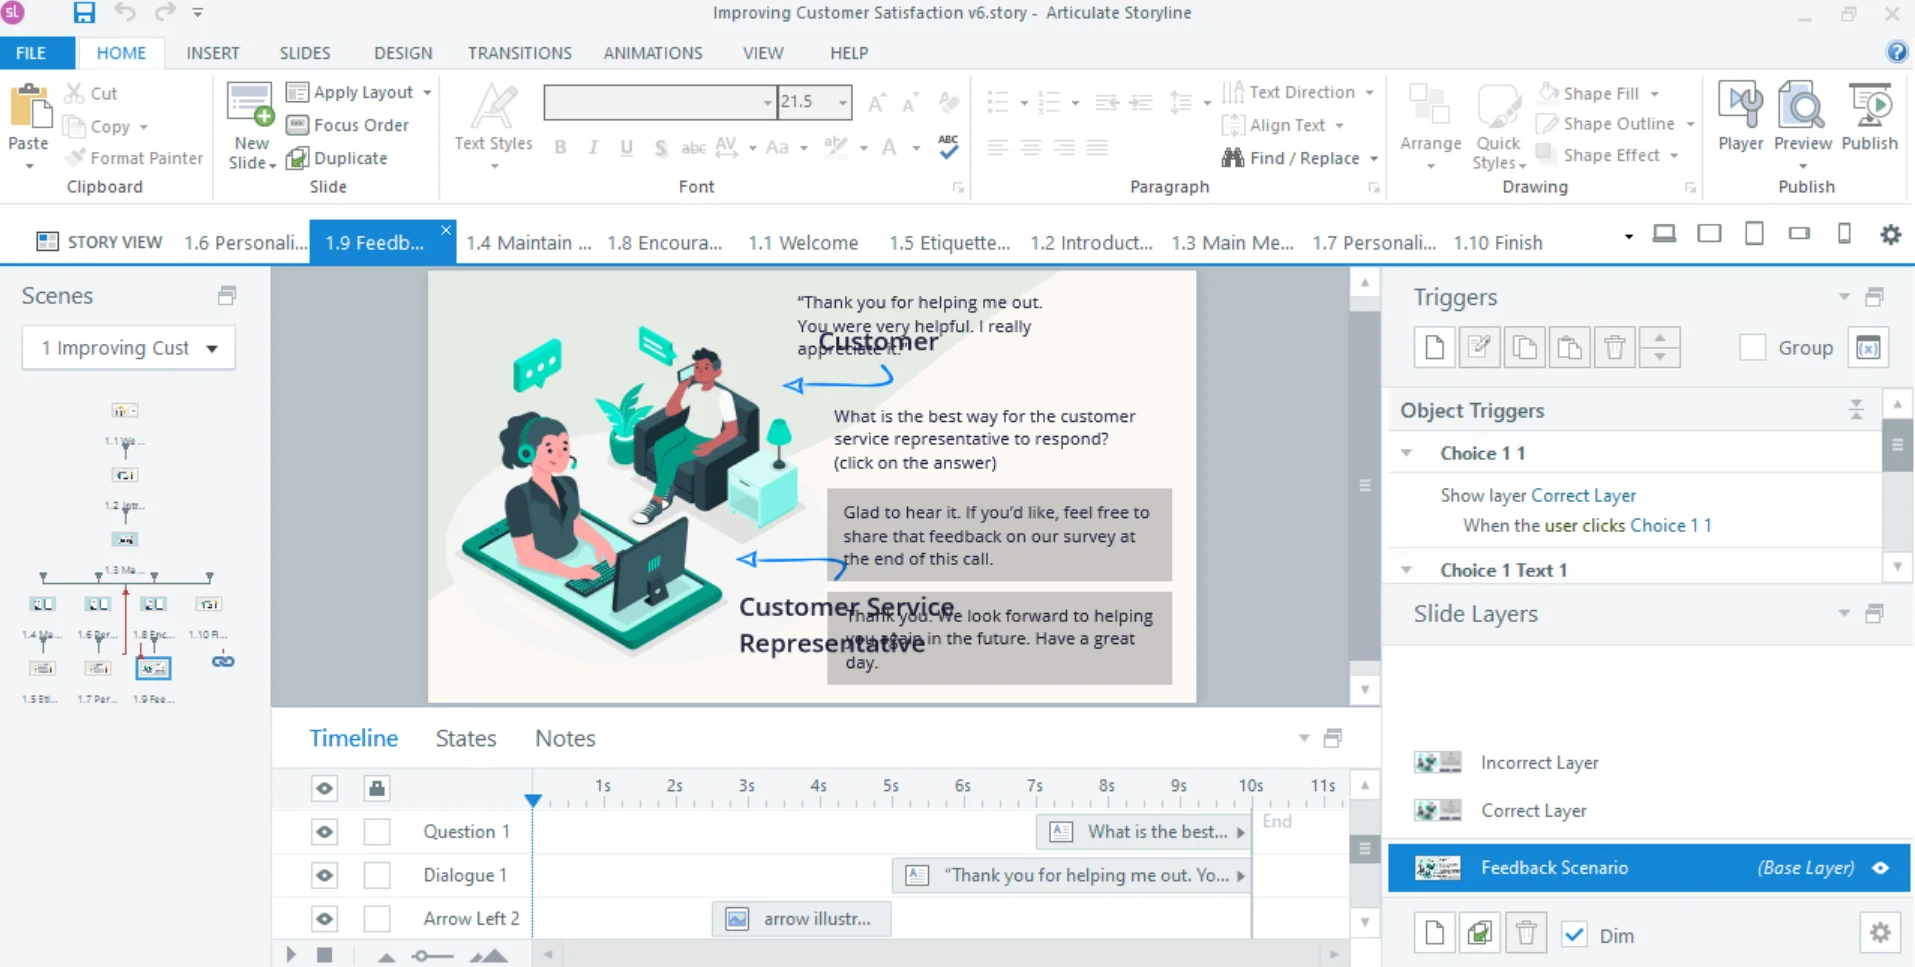 sl
Improving Customer Satisfaction v6.story - Articulate Storyline
FILE HOME INSERT SLIDES DESIGN TRANSITIONS ANIMATIONS VIEW HELP
Paste
Cut
Copy
Format Painter
Clipboard
New Slide
Apply Layout
Focus Order
Duplicate
Slide
Text Styles
21.5
B I U S abc AV Aa A ABC
Font
Text Direction
Align Text
Find / Replace
Paragraph
Arrange
Quick Styles
Shape Fill
Shape Outline
Shape Effect
Drawing
Player
Preview
Publish
Publish
STORY VIEW 1.6 Personali... 1.9 Feedb... 1.4 Maintain ... 1.8 Encoura... 1.1 Welcome 1.5 Etiquette... 1.2 Introduct... 1.3 Main Me... 1.7 Personali... 1.10 Finish
Scenes
1 Improving Cust
1.1 We...
1.2 Intr...
1.3 Ma...
1.4 Ma... 1.6 Per... 1.8 Enc... 1.10 Fi...
1.5 Eti... 1.7 Per... 1.9 Fee...
“Thank you for helping me out.
You were very helpful. I really
appreciate it.”
Customer
What is the best way for the customer
service representative to respond?
(click on the answer)
Glad to hear it. If you’d like, feel free to
share that feedback on our survey at
the end of this call.
Customer Service
Representative
Thank you. We look forward to helping
you again in the future. Have a great
day.
Timeline States Notes
1s 2s 3s 4s 5s 6s 7s 8s 9s 10s 11s
Question 1 What is the best... End
Dialogue 1 “Thank you for helping me out. Yo...
Arrow Left 2 arrow illustr...
Triggers
Group
(x)
Object Triggers
Choice 1 1
Show layer Correct Layer
When the user clicks Choice 1 1
Choice 1 Text 1
Slide Layers
Incorrect Layer
Correct Layer
Feedback Scenario (Base Layer)
Dim